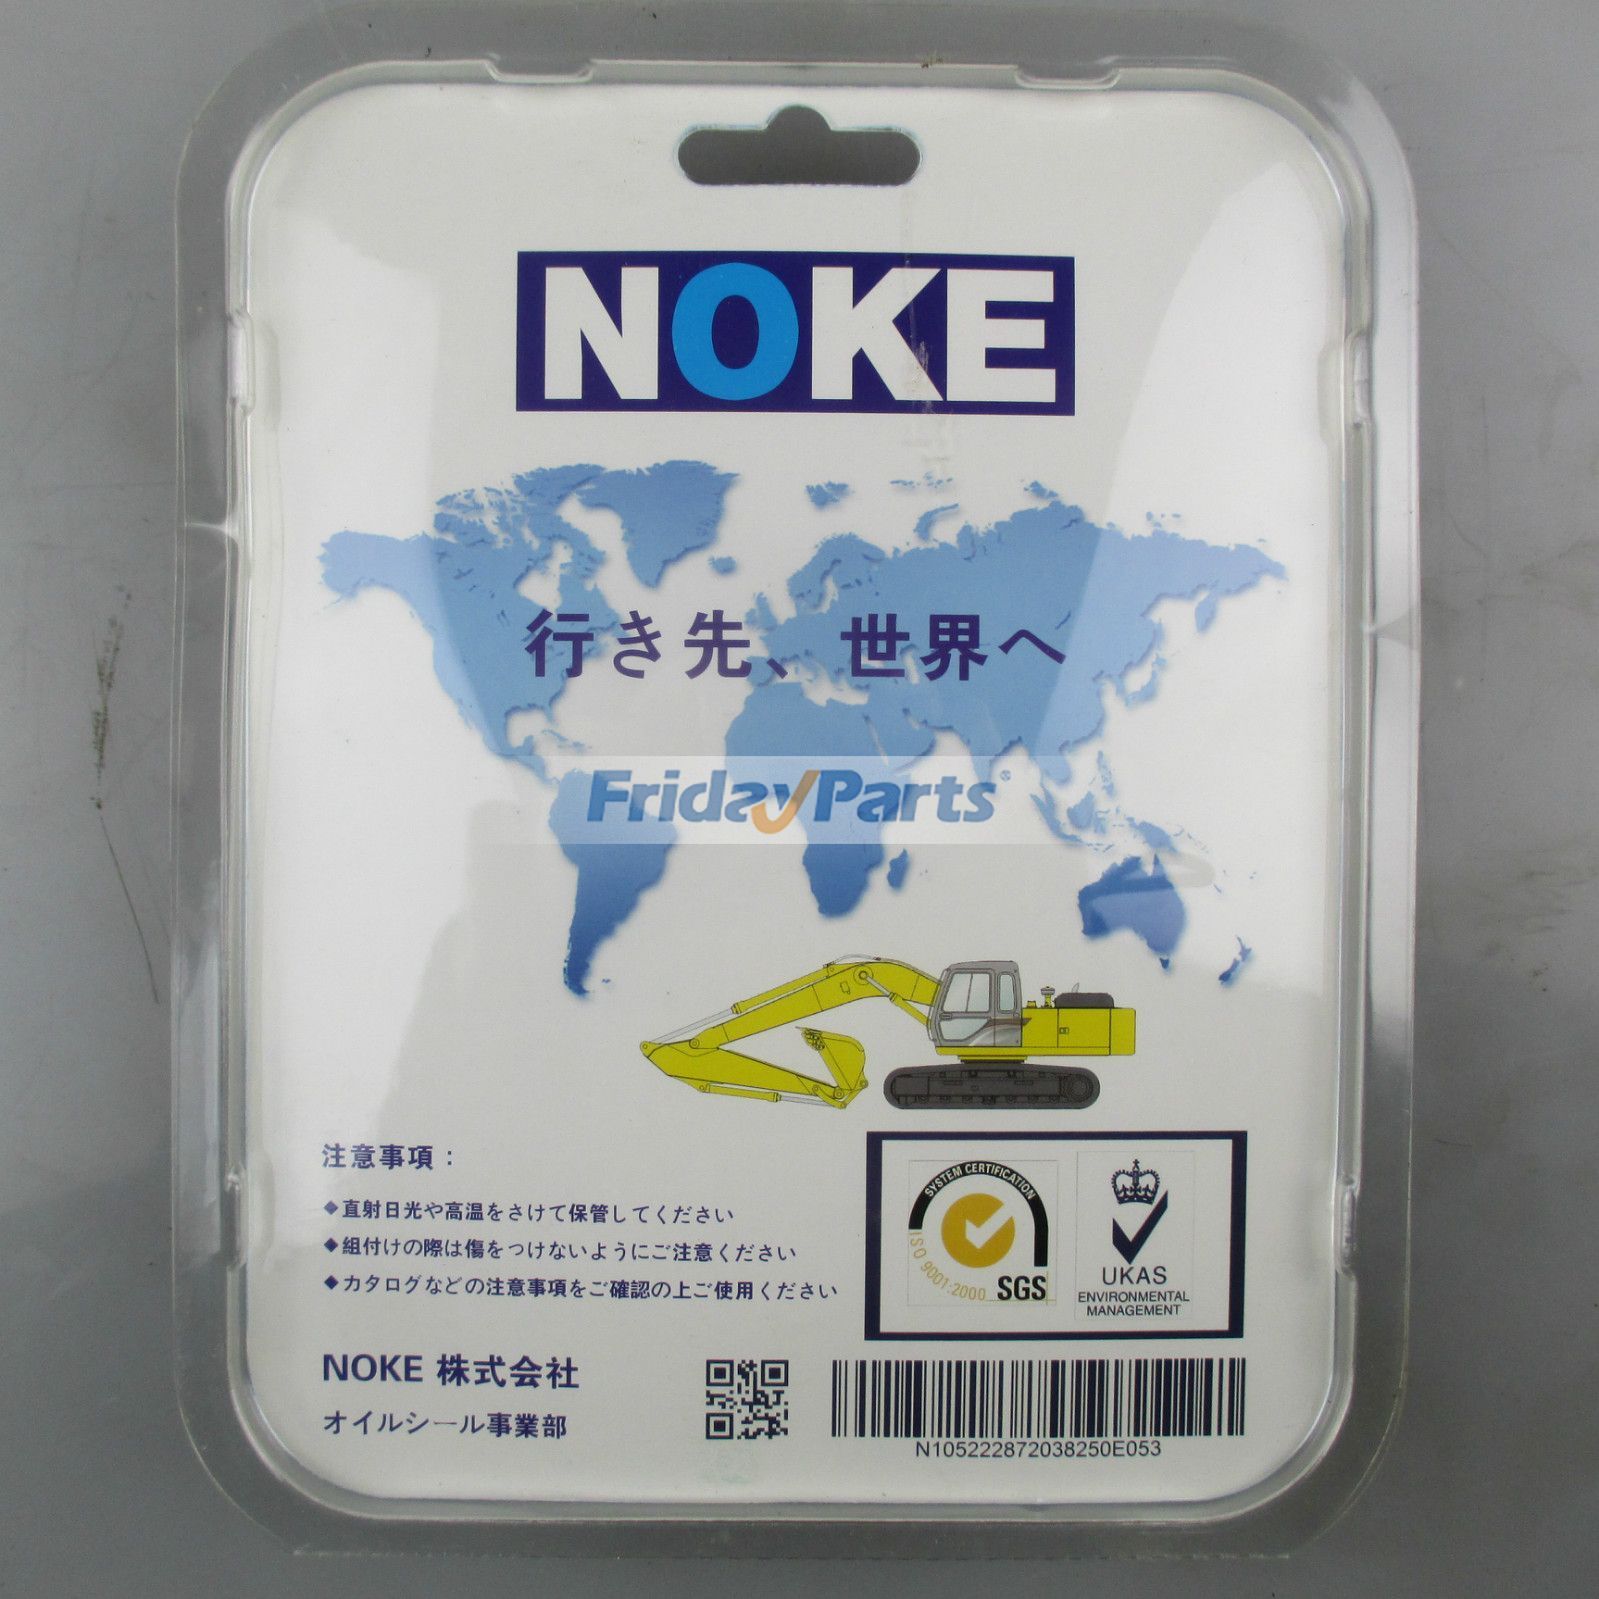 NOKE
行き先、世界へ
FridayParts®
注意事項：
◆直射日光や高温をさけて保管してください
◆組付けの際は傷をつけないようにご注意ください
◆カタログなどの注意事項をご確認の上ご使用ください
SYSTEM CERTIFICATION
ISO 9001:2000
SGS
UKAS
ENVIRONMENTAL
MANAGEMENT
NOKE 株式会社
オイルシール事業部
N105222872038250E053